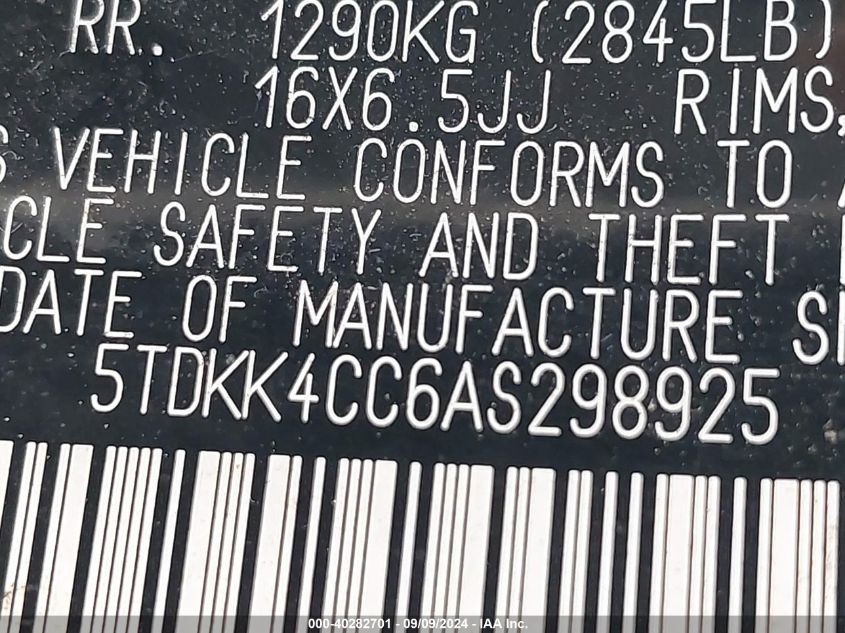 RR. 1290KG (2845LB)
16X6.5JJ RIMS,
S VEHICLE CONFORMS TO A
ICLE SAFETY AND THEFT
DATE OF MANUFACTURE S
5TDKK4CC6AS298925
000-40282701 - 09/09/2024 - IAA Inc.